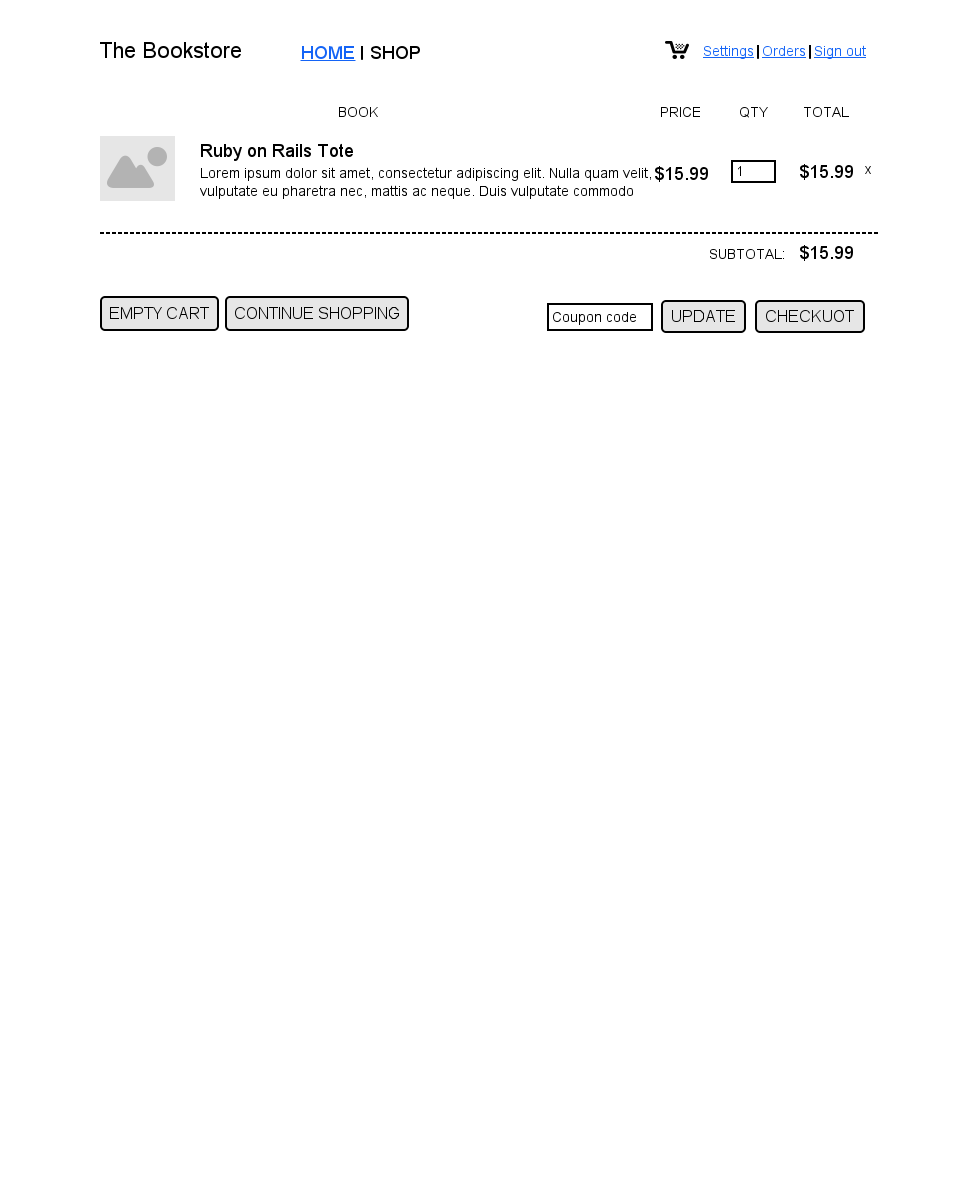 The Bookstore HOME | SHOP Settings | Orders | Sign out
BOOK PRICE QTY TOTAL
Ruby on Rails Tote
Lorem ipsum dolor sit amet, consectetur adipiscing elit. Nulla quam velit, $15.99 1 $15.99 x
vulputate eu pharetra nec, mattis ac neque. Duis vulputate commodo
SUBTOTAL: $15.99
EMPTY CART CONTINUE SHOPPING Coupon code UPDATE CHECKUOT